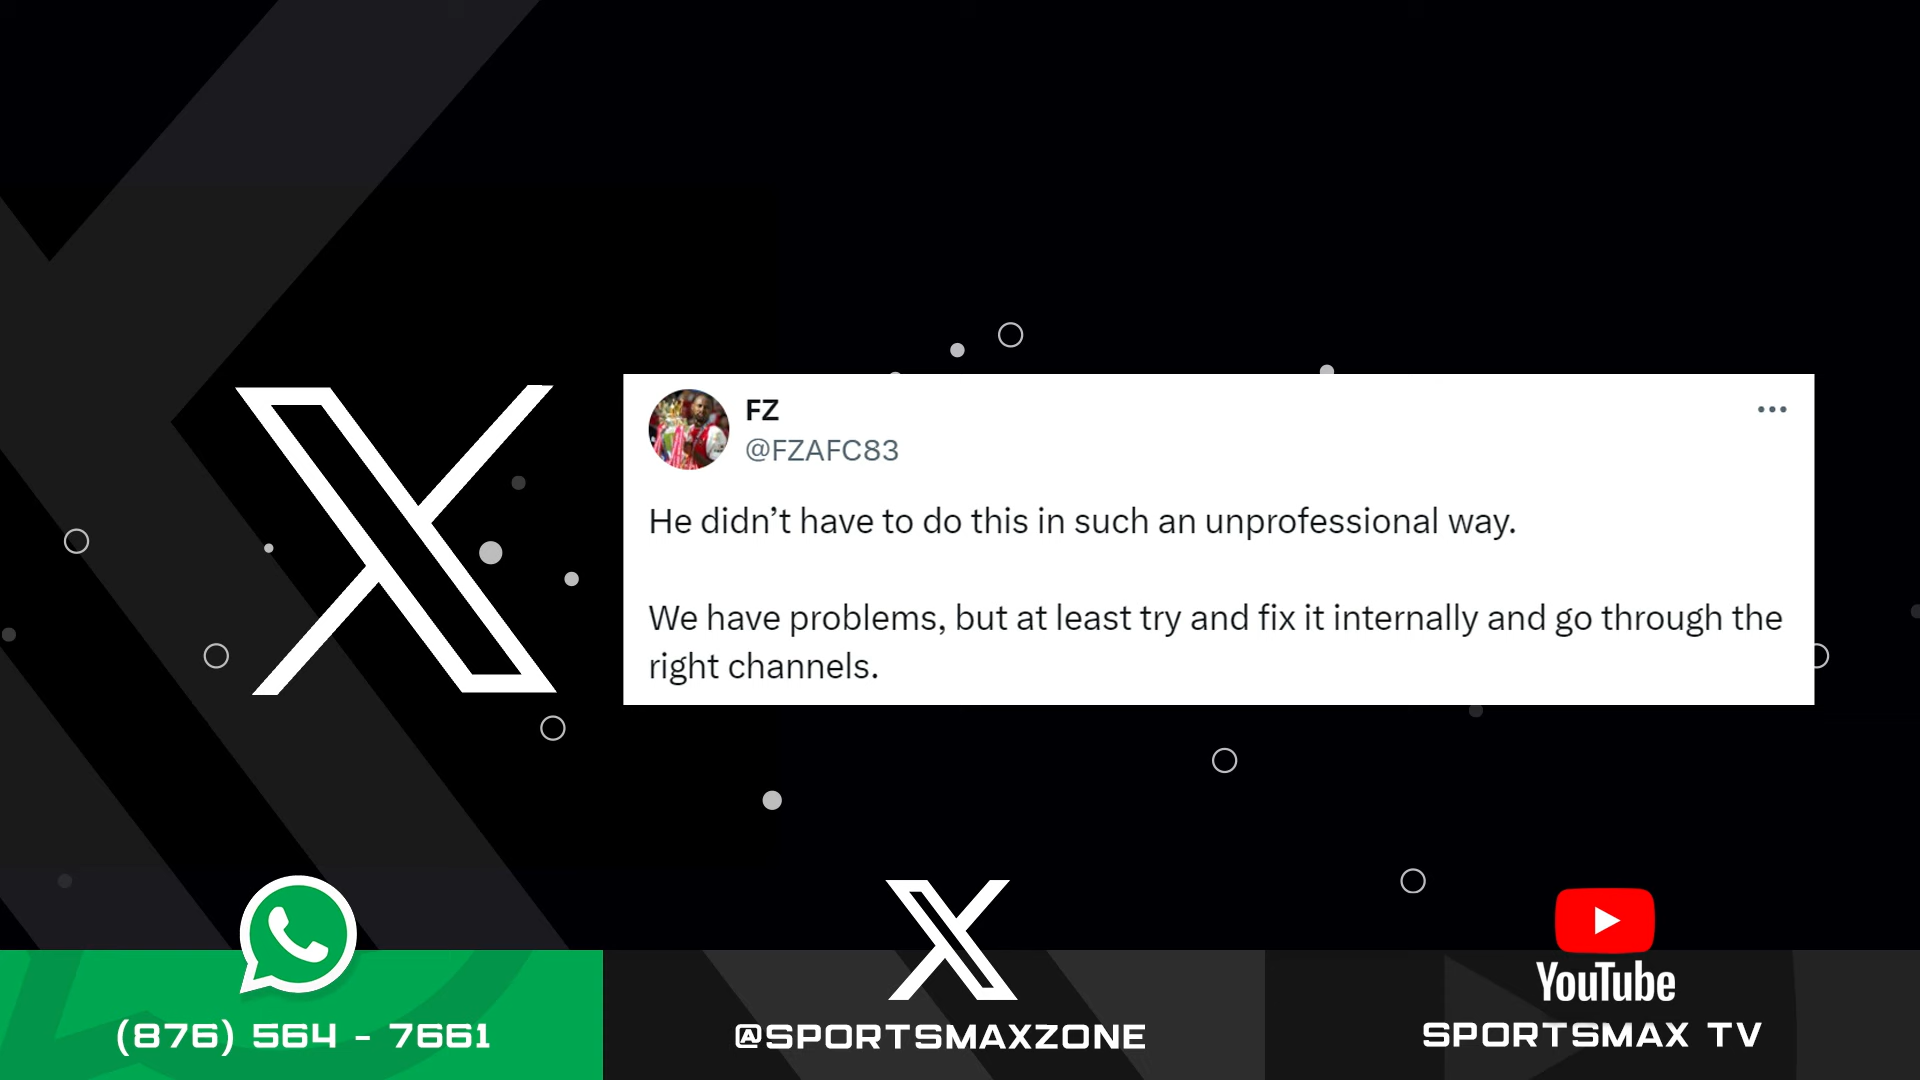 FZ
@FZAFC83
He didn’t have to do this in such an unprofessional way.
We have problems, but at least try and fix it internally and go through the
right channels.
(876) 564 - 7661
@SPORTSMAXZONE
YouTube
SPORTSMAX TV